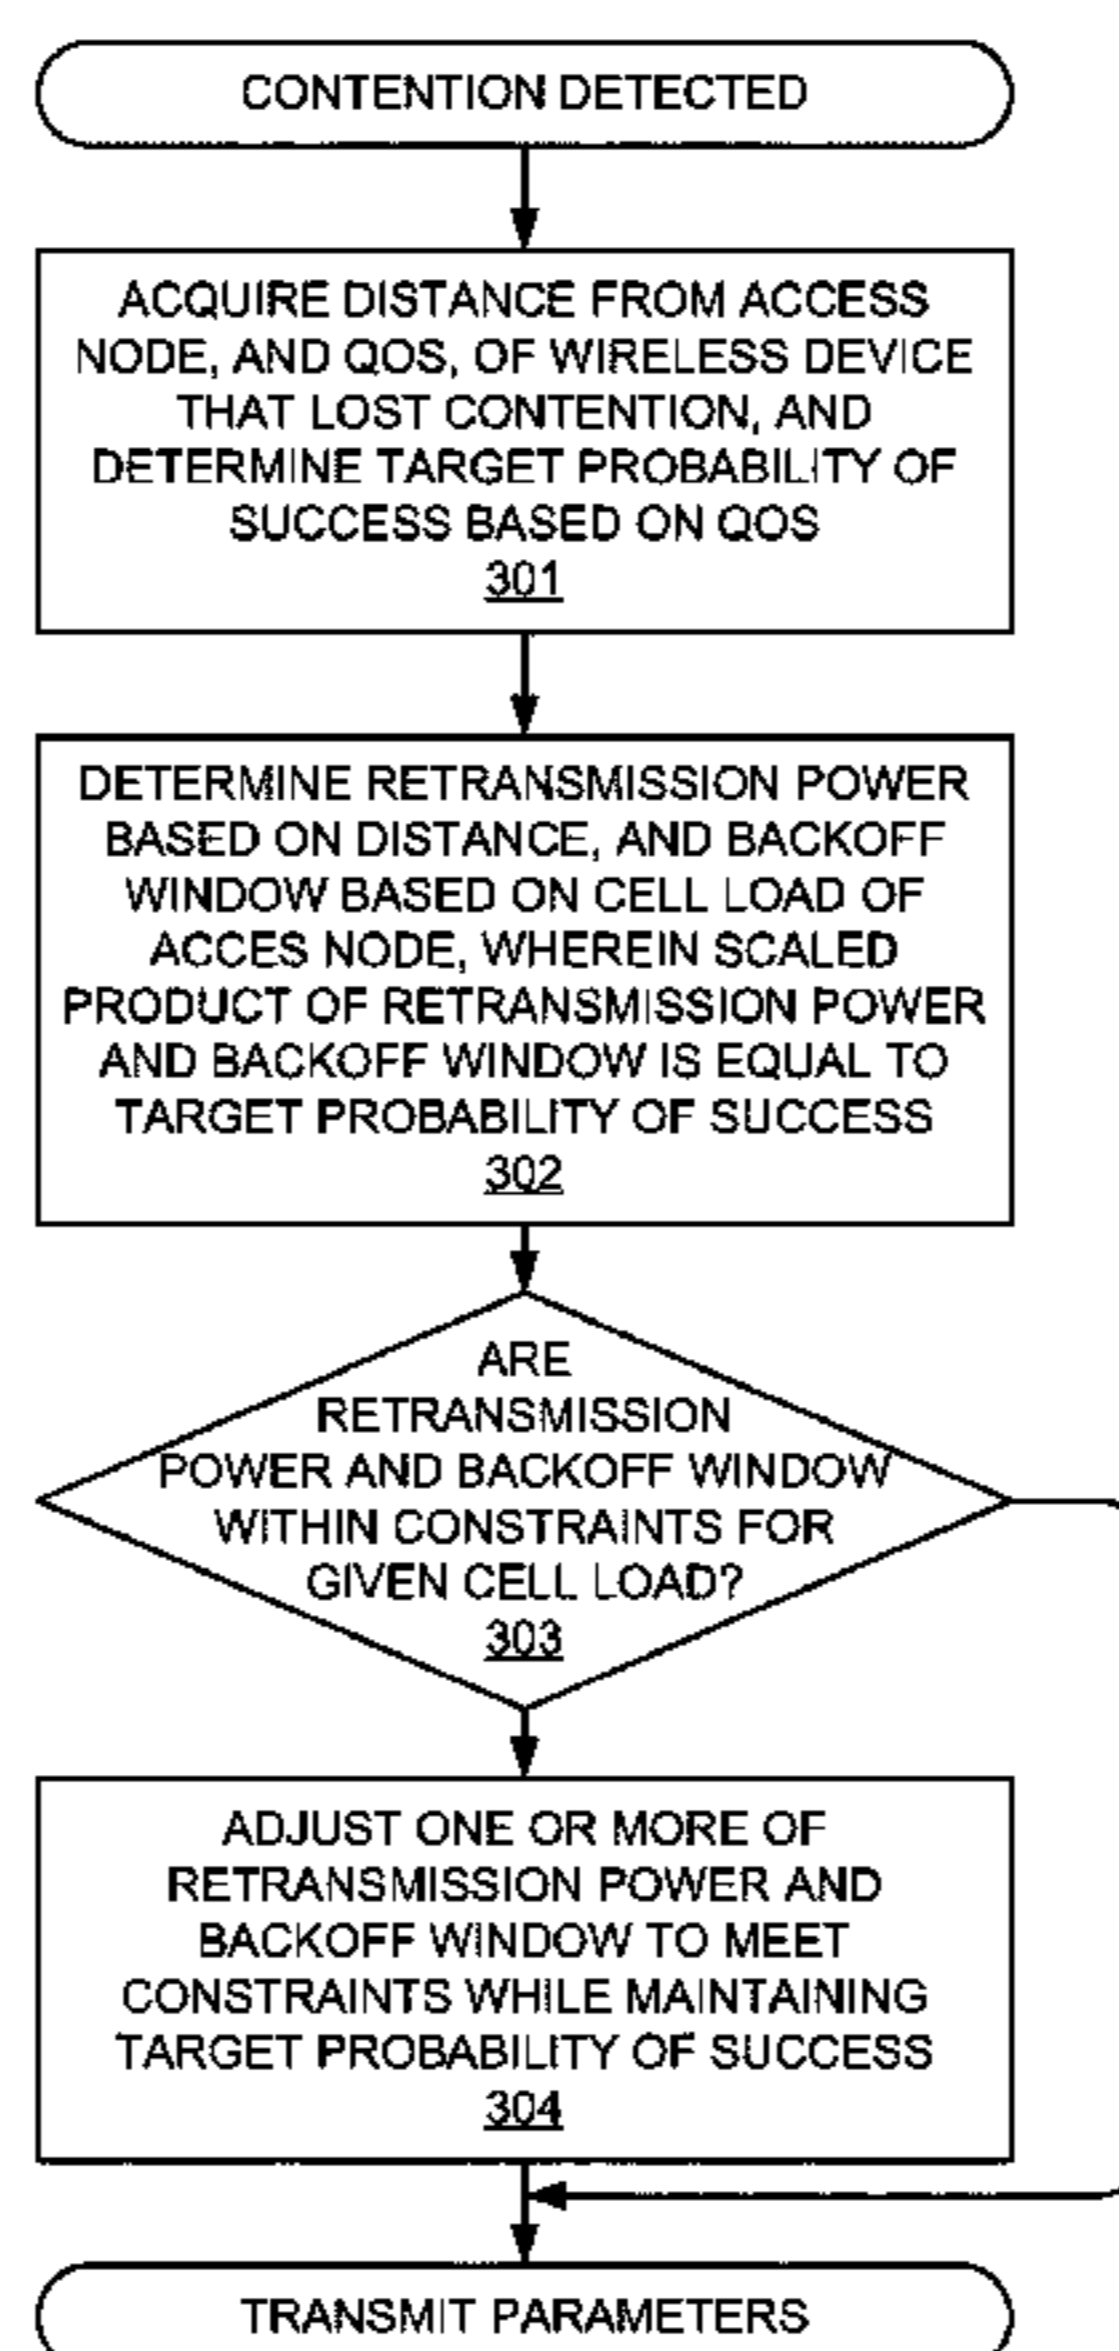 CONTENTION DETECTED
ACQUIRE DISTANCE FROM ACCESS
NODE, AND QOS, OF WIRELESS DEVICE
THAT LOST CONTENTION, AND
DETERMINE TARGET PROBABILITY OF
SUCCESS BASED ON QOS
301
DETERMINE RETRANSMISSION POWER
BASED ON DISTANCE, AND BACKOFF
WINDOW BASED ON CELL LOAD OF
ACCES NODE, WHEREIN SCALED
PRODUCT OF RETRANSMISSION POWER
AND BACKOFF WINDOW IS EQUAL TO
TARGET PROBABILITY OF SUCCESS
302
ARE
RETRANSMISSION
POWER AND BACKOFF WINDOW
WITHIN CONSTRAINTS FOR
GIVEN CELL LOAD?
303
ADJUST ONE OR MORE OF
RETRANSMISSION POWER AND
BACKOFF WINDOW TO MEET
CONSTRAINTS WHILE MAINTAINING
TARGET PROBABILITY OF SUCCESS
304
TRANSMIT PARAMETERS